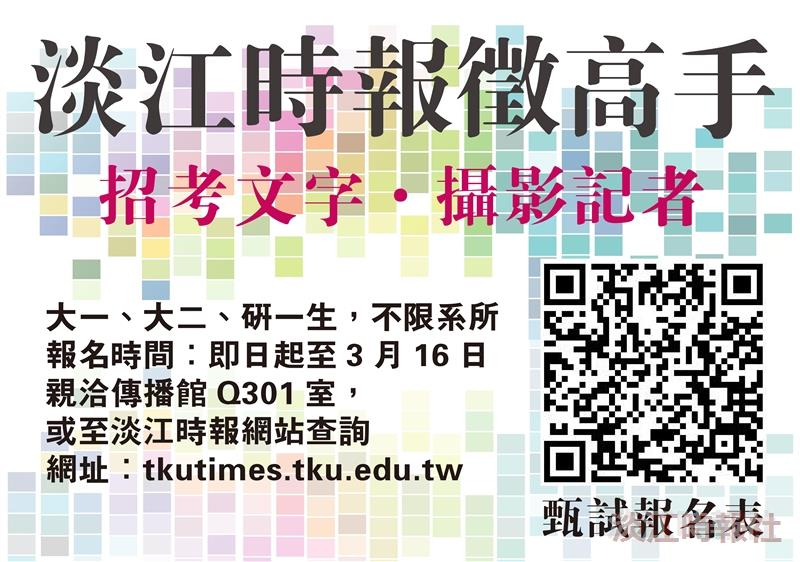 淡江時報徵高手
招考文字・攝影記者
大一、大二、研一生，不限系所
報名時間：即日起至 3 月 16 日
親洽傳播館 Q301 室，
或至淡江時報網站查詢
網址：tkutimes.tku.edu.tw
甄試報名表
淡江時報社